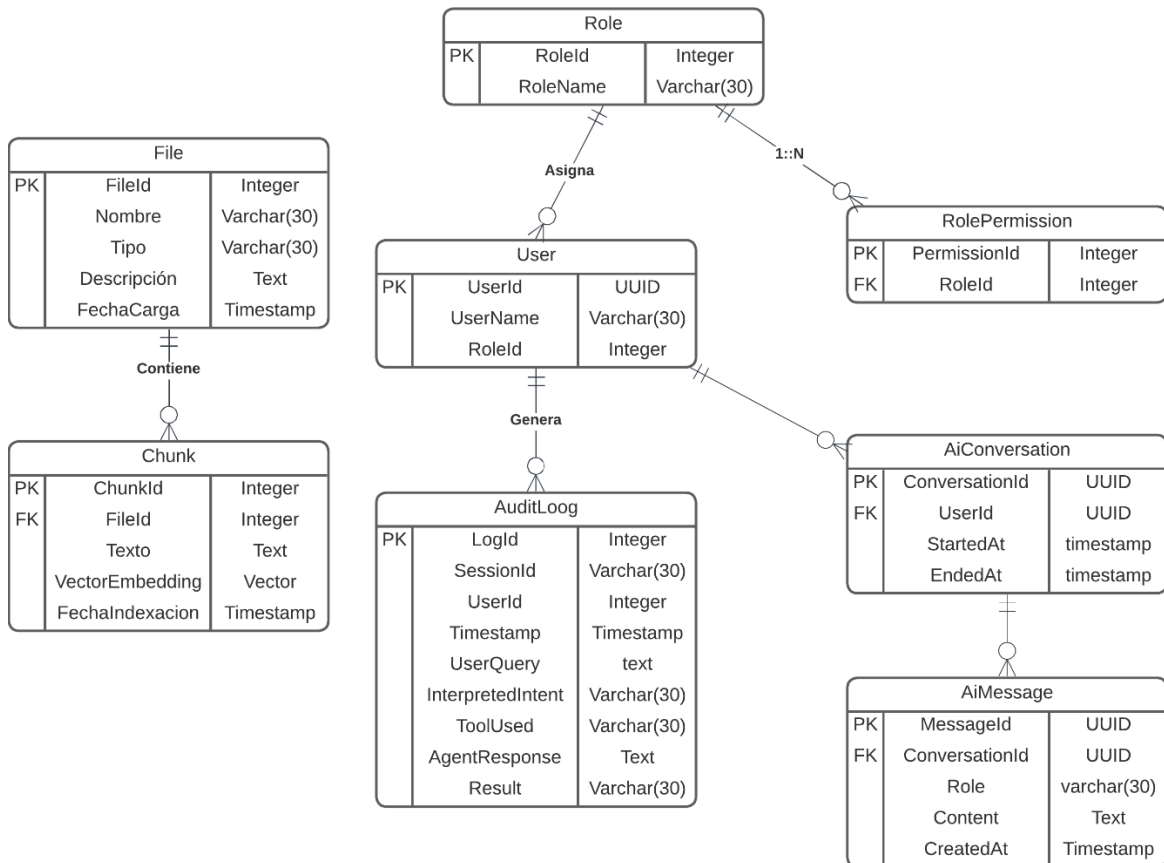 Role
PK RoleId Integer
RoleName Varchar(30)
Asigna
1::N
File
PK FileId Integer
Nombre Varchar(30)
Tipo Varchar(30)
Descripción Text
FechaCarga Timestamp
Contiene
Chunk
PK ChunkId Integer
FK FileId Integer
Texto Text
VectorEmbedding Vector
FechaIndexacion Timestamp
User
PK UserId UUID
UserName Varchar(30)
RoleId Integer
Genera
AuditLoog
PK LogId Integer
SessionId Varchar(30)
UserId Integer
Timestamp Timestamp
UserQuery text
InterpretedIntent Varchar(30)
ToolUsed Varchar(30)
AgentResponse Text
Result Varchar(30)
RolePermission
PK PermissionId Integer
FK RoleId Integer
AiConversation
PK ConversationId UUID
FK UserId UUID
StartedAt timestamp
EndedAt timestamp
AiMessage
PK MessageId UUID
FK ConversationId UUID
Role varchar(30)
Content Text
CreatedAt Timestamp